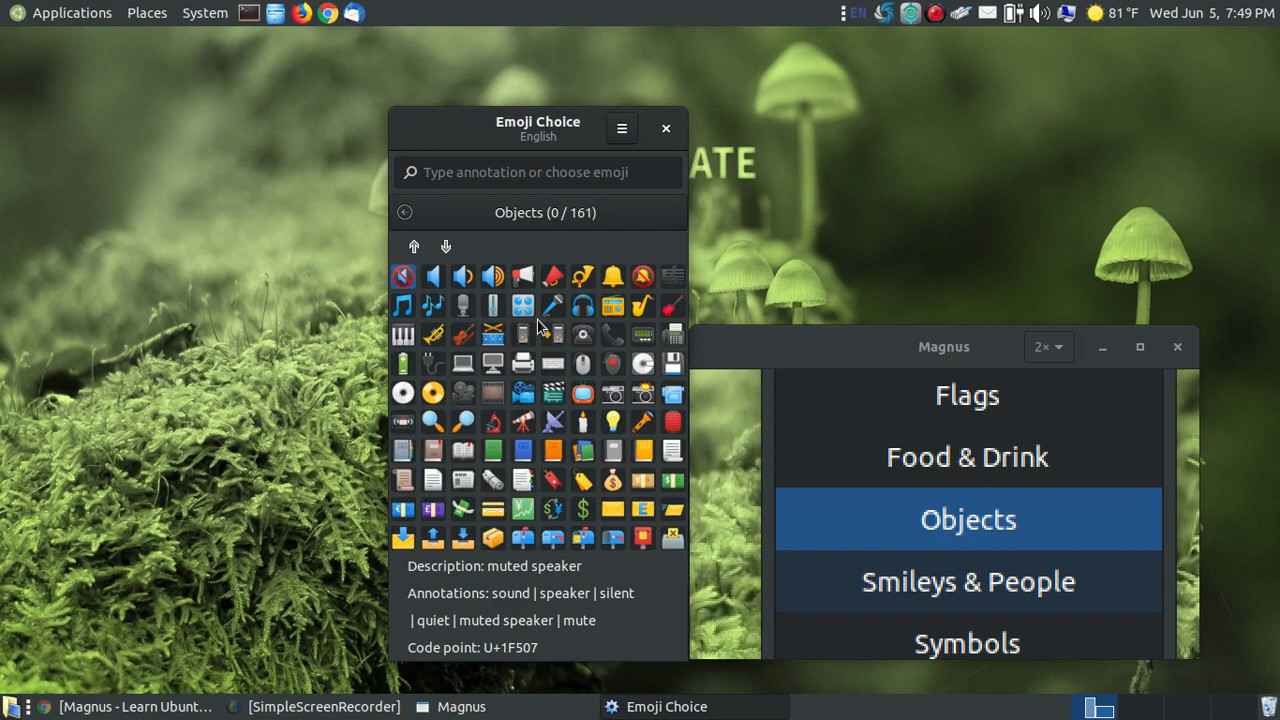 Applications Places System
EN
81 °F Wed Jun 5, 7:49 PM
ATE
Emoji Choice
English
Type annotation or choose emoji
Objects (0 / 161)
Description: muted speaker
Annotations: sound | speaker | silent
| quiet | muted speaker | mute
Code point: U+1F507
Magnus
2×
Flags
Food & Drink
Objects
Smileys & People
Symbols
[Magnus - Learn Ubunt...
[SimpleScreenRecorder]
Magnus
Emoji Choice